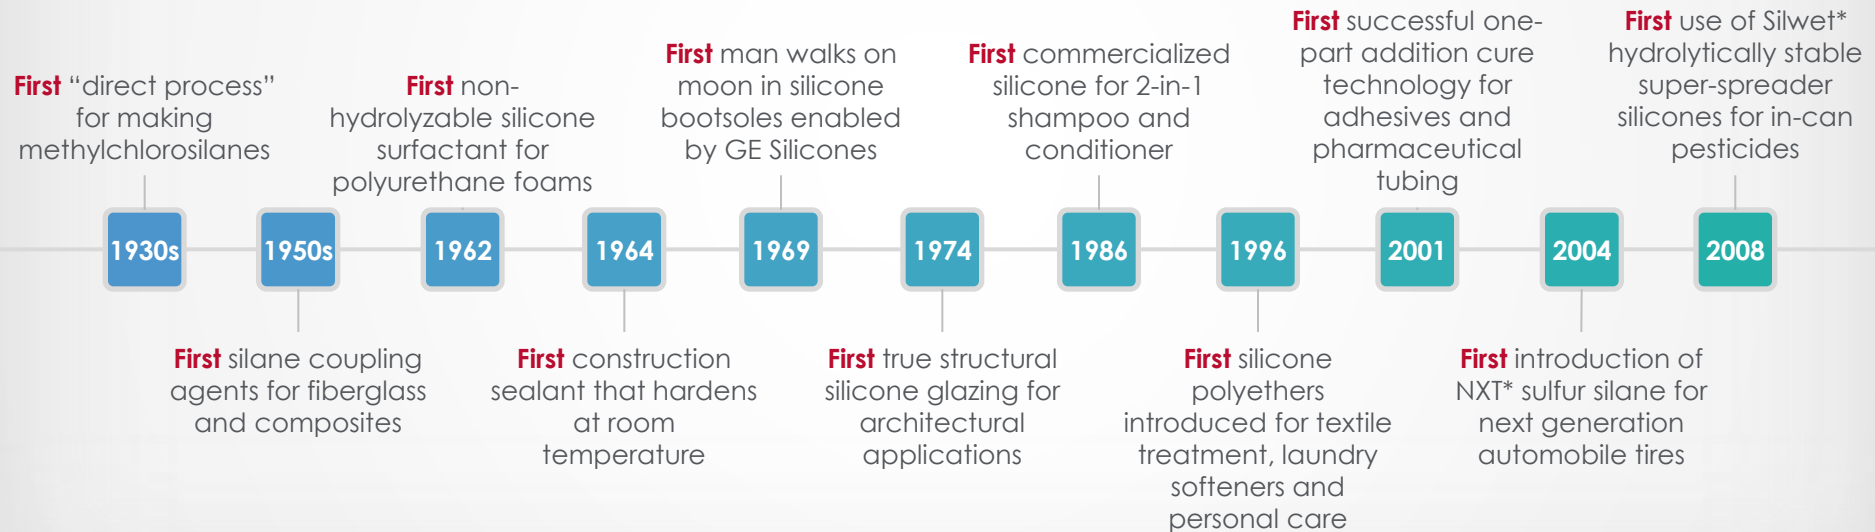 First “direct process”
for making
methylchlorosilanes
First non-
hydrolyzable silicone
surfactant for
polyurethane foams
First man walks on
moon in silicone
bootsoles enabled
by GE Silicones
First commercialized
silicone for 2-in-1
shampoo and
conditioner
First successful one-
part addition cure
technology for
adhesives and
pharmaceutical
tubing
First use of Silwet*
hydrolytically stable
super-spreader
silicones for in-can
pesticides
1930s
1950s
1962
1964
1969
1974
1986
1996
2001
2004
2008
First silane coupling
agents for fiberglass
and composites
First construction
sealant that hardens
at room
temperature
First true structural
silicone glazing for
architectural
applications
First silicone
polyethers
introduced for textile
treatment, laundry
softeners and
personal care
First introduction of
NXT* sulfur silane for
next generation
automobile tires